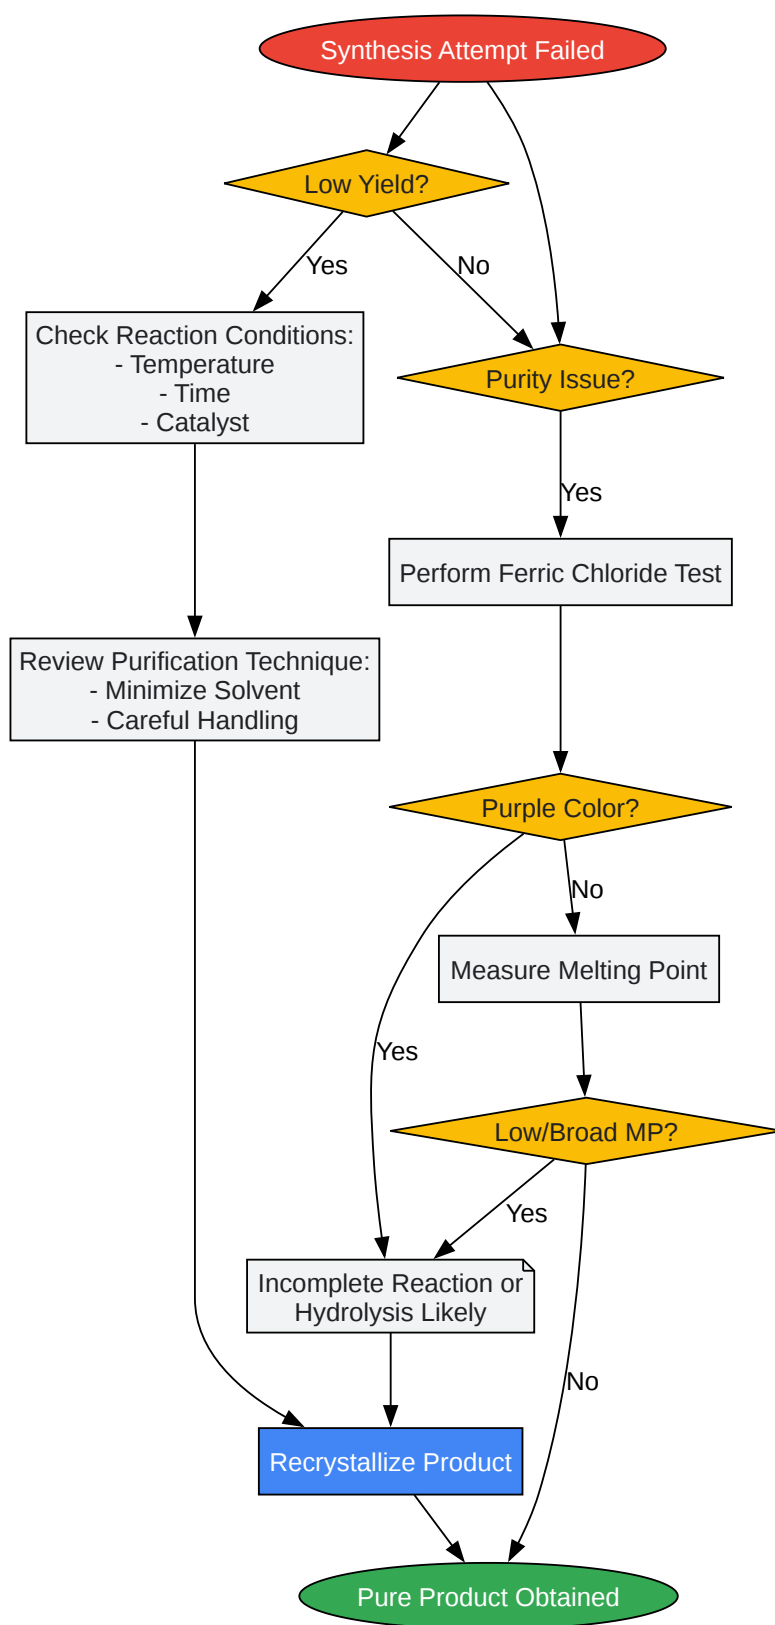 Synthesis Attempt Failed
Low Yield?
Yes
No
Check Reaction Conditions:
- Temperature
- Time
- Catalyst
Purity Issue?
Yes
Perform Ferric Chloride Test
Review Purification Technique:
- Minimize Solvent
- Careful Handling
Purple Color?
No
Measure Melting Point
Yes
Low/Broad MP?
Yes
Incomplete Reaction or
Hydrolysis Likely
No
Recrystallize Product
Pure Product Obtained